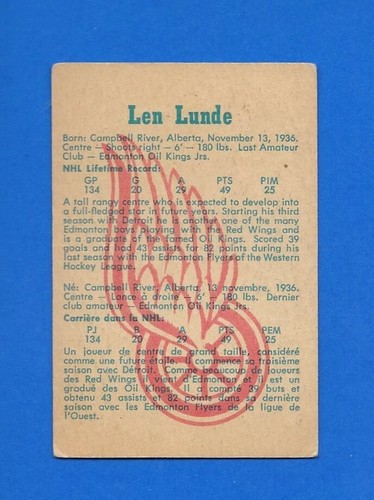 Len Lunde
Born: Campbell River, Alberta, November 13, 1936.
Centre — Shoots right — 6' — 180 lbs. Last Amateur
Club — Edmonton Oil Kings Jrs.
NHL Lifetime Record:
GP G A PTS PIM
134 20 29 49 25
A tall rangy centre who is expected to develop into
a full-fledged star in future years. Starting his third
season with Detroit he is another one of the many
Edmonton boys along with the Red Wings and
is a graduate of the famed Oil Kings. Scored 39
goals and had 43 assists for 82 points during his
last season with the Edmonton Flyers of the Western
Hockey League.
Né: Campbell River, Alberta, 13 novembre, 1936.
Centre — Lance à droite — 6' — 180 lbs. Dernier
club amateur — Edmonton Oil Kings Jrs.
Carrière dans la NHL:
PJ B A PTS PEM
134 20 29 49 25
Un joueur de centre de grande taille, considéré
comme une future étoile. Il commence sa troisième
saison avec Détroit. Comme beaucoup de joueurs
des Red Wings il vient d'Edmonton et il est un
gradué des Oil Kings. Il a compté 39 buts et
obtenu 43 assists pour 82 points dans sa dernière
saison avec les Edmonton Flyers de la ligue de
l'Ouest.